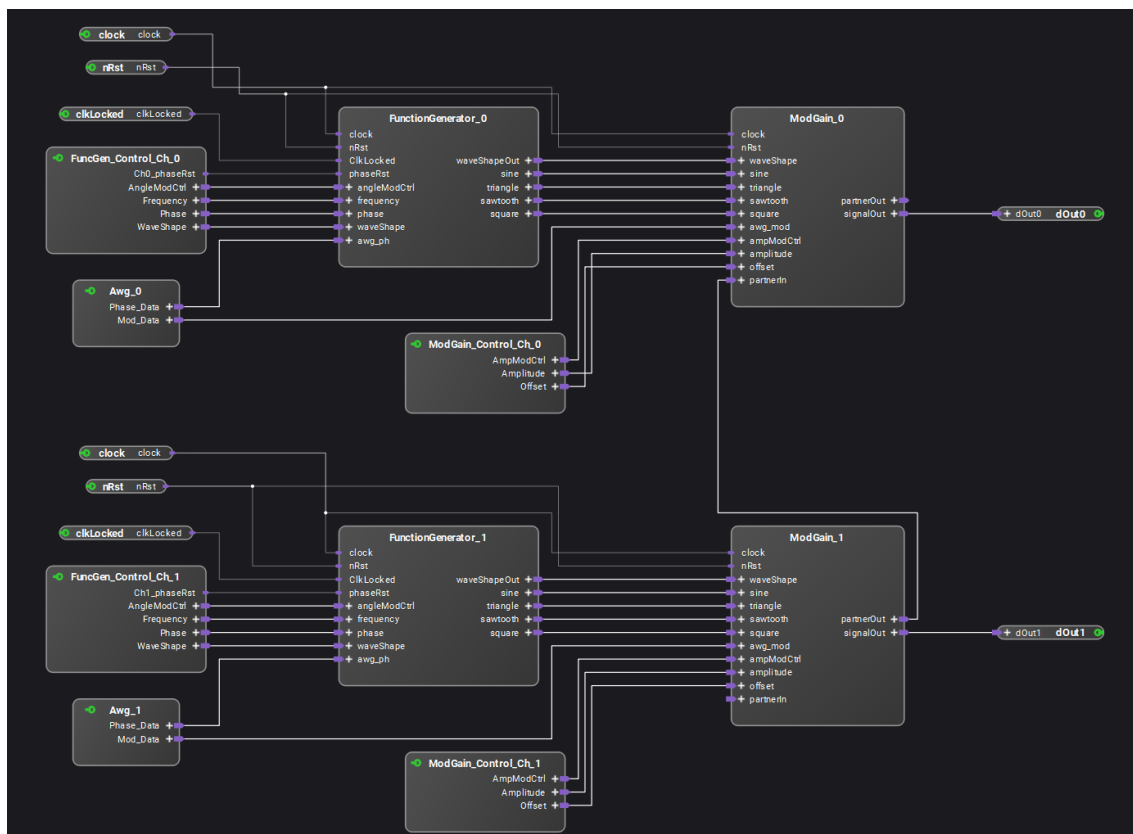 clock clock
nRst nRst
clkLocked clkLocked
FuncGen_Control_Ch_0
Ch0_phaseRst
AngleModCtrl
Frequency
Phase
WaveShape
Awg_0
Phase_Data
Mod_Data
FunctionGenerator_0
clock
nRst
ClkLocked waveShapeOut
phaseRst sine
angleModCtrl triangle
frequency sawtooth
phase square
waveShape
awg_ph
ModGain_Control_Ch_0
AmpModCtrl
Amplitude
Offset
ModGain_0
clock
nRst
waveShape
sine
triangle
sawtooth partnerOut
square signalOut
awg_mod
ampModCtrl
amplitude
offset
partnerIn
dOut0 dOut0
clock clock
nRst nRst
clkLocked clkLocked
FuncGen_Control_Ch_1
Ch1_phaseRst
AngleModCtrl
Frequency
Phase
WaveShape
Awg_1
Phase_Data
Mod_Data
FunctionGenerator_1
clock
nRst
ClkLocked waveShapeOut
phaseRst sine
angleModCtrl triangle
frequency sawtooth
phase square
waveShape
awg_ph
ModGain_Control_Ch_1
AmpModCtrl
Amplitude
Offset
ModGain_1
clock
nRst
waveShape
sine
triangle
sawtooth partnerOut
square signalOut
awg_mod
ampModCtrl
amplitude
offset
partnerIn
dOut1 dOut1